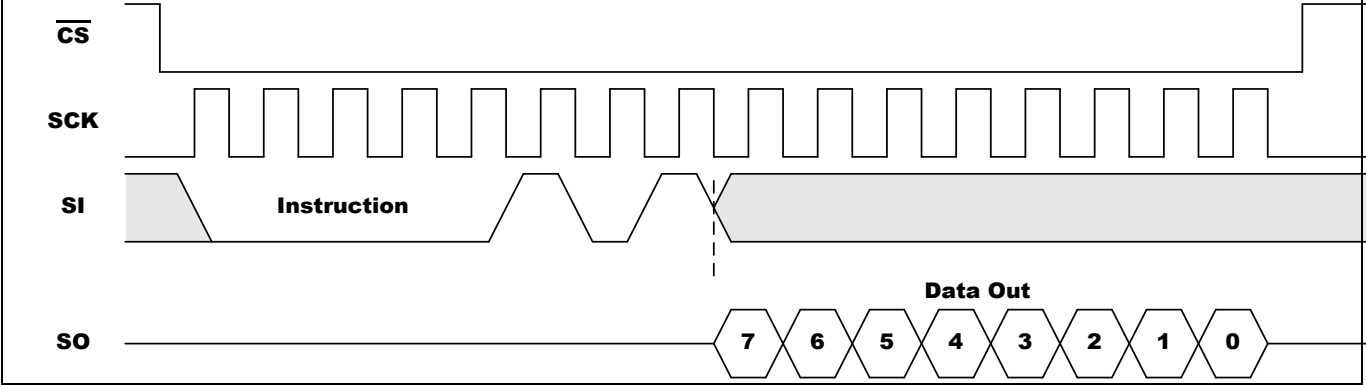 CS
SCK
SI
Instruction
Data Out
SO
7 6 5 4 3 2 1 0